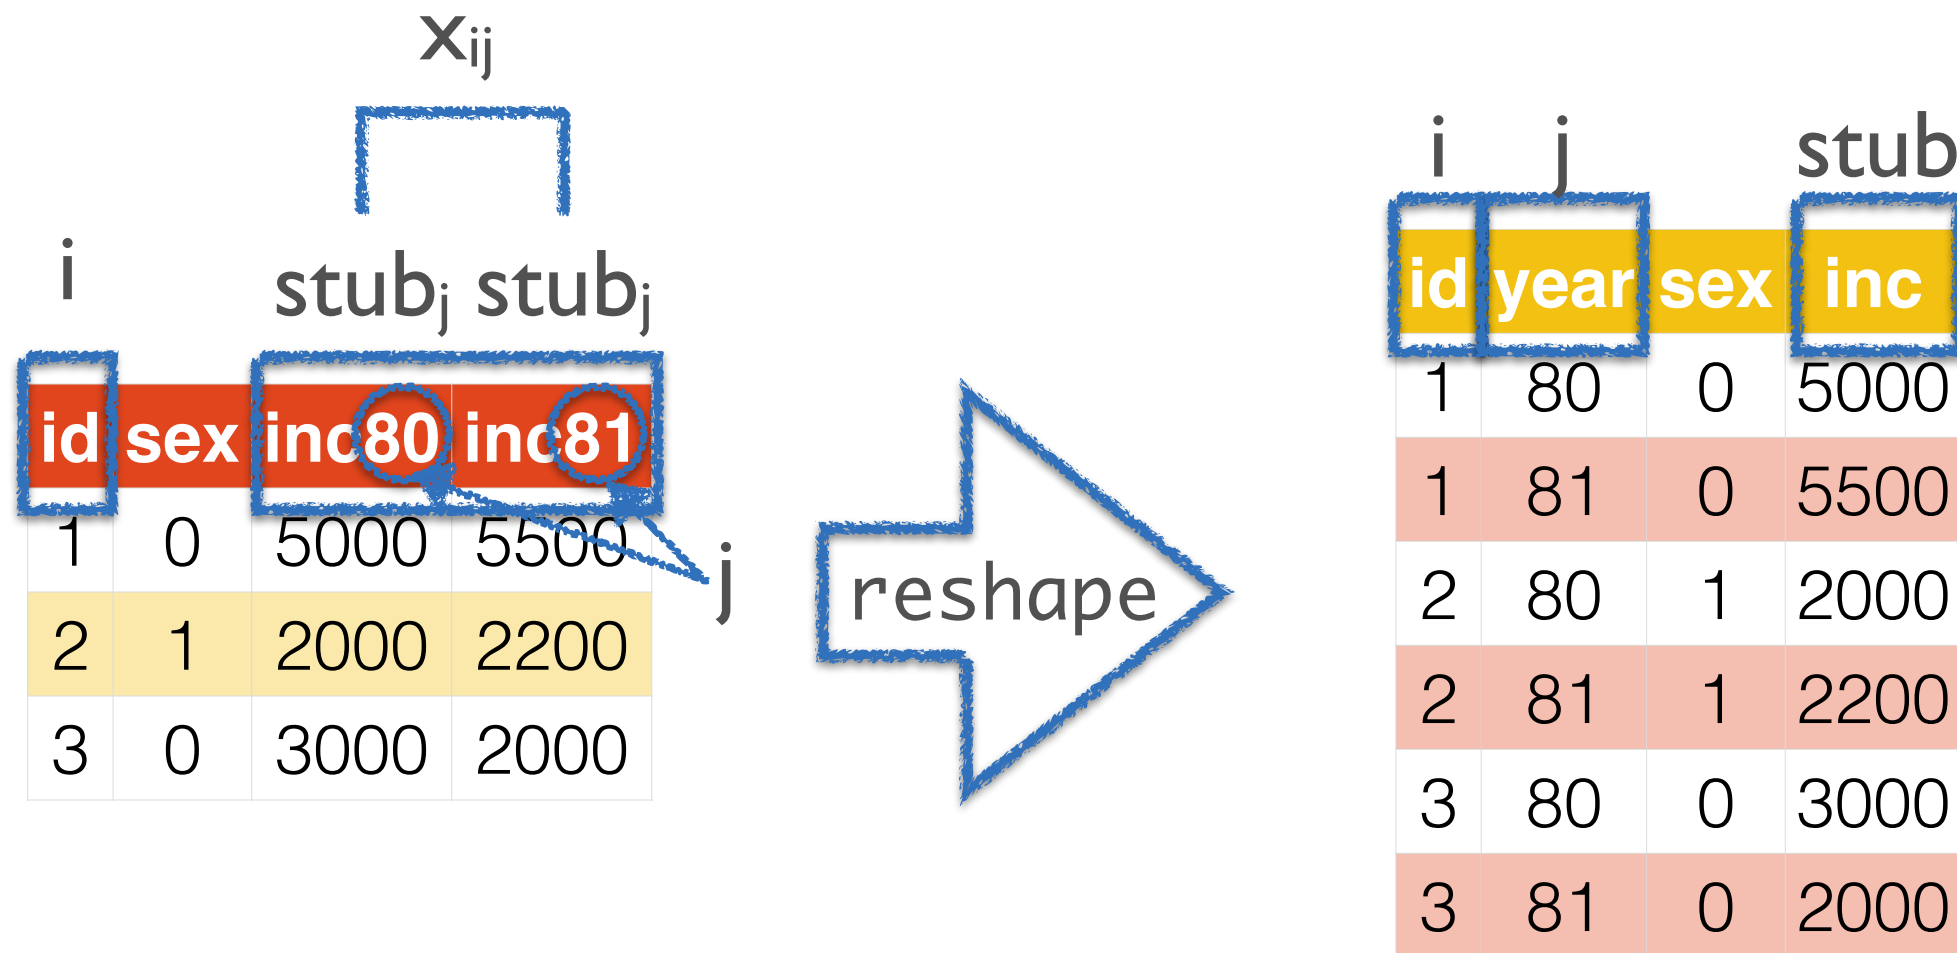 xij
i stubj stubj
id sex inc80 inc81
1 0 5000 5500
2 1 2000 2200
3 0 3000 2000
j
reshape
i j stub
id year sex inc
1 80 0 5000
1 81 0 5500
2 80 1 2000
2 81 1 2200
3 80 0 3000
3 81 0 2000